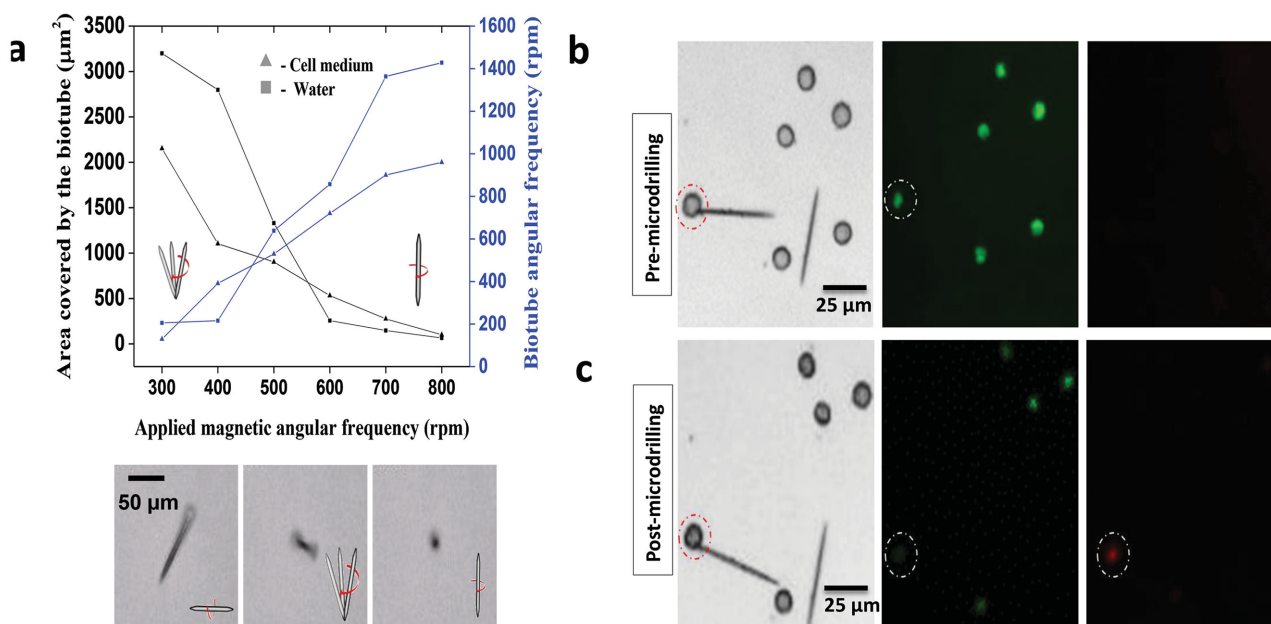 a
Area covered by the biotube (µm²)
3500
3000
2500
2000
1500
1000
500
0
▲ - Cell medium
■ - Water
1600
1400
1200
1000
800
600
400
200
0
Biotube angular frequency (rpm)
300 400 500 600 700 800
Applied magnetic angular frequency (rpm)
50 µm
b
Pre-microdrilling
25 µm
c
Post-microdrilling
25 µm